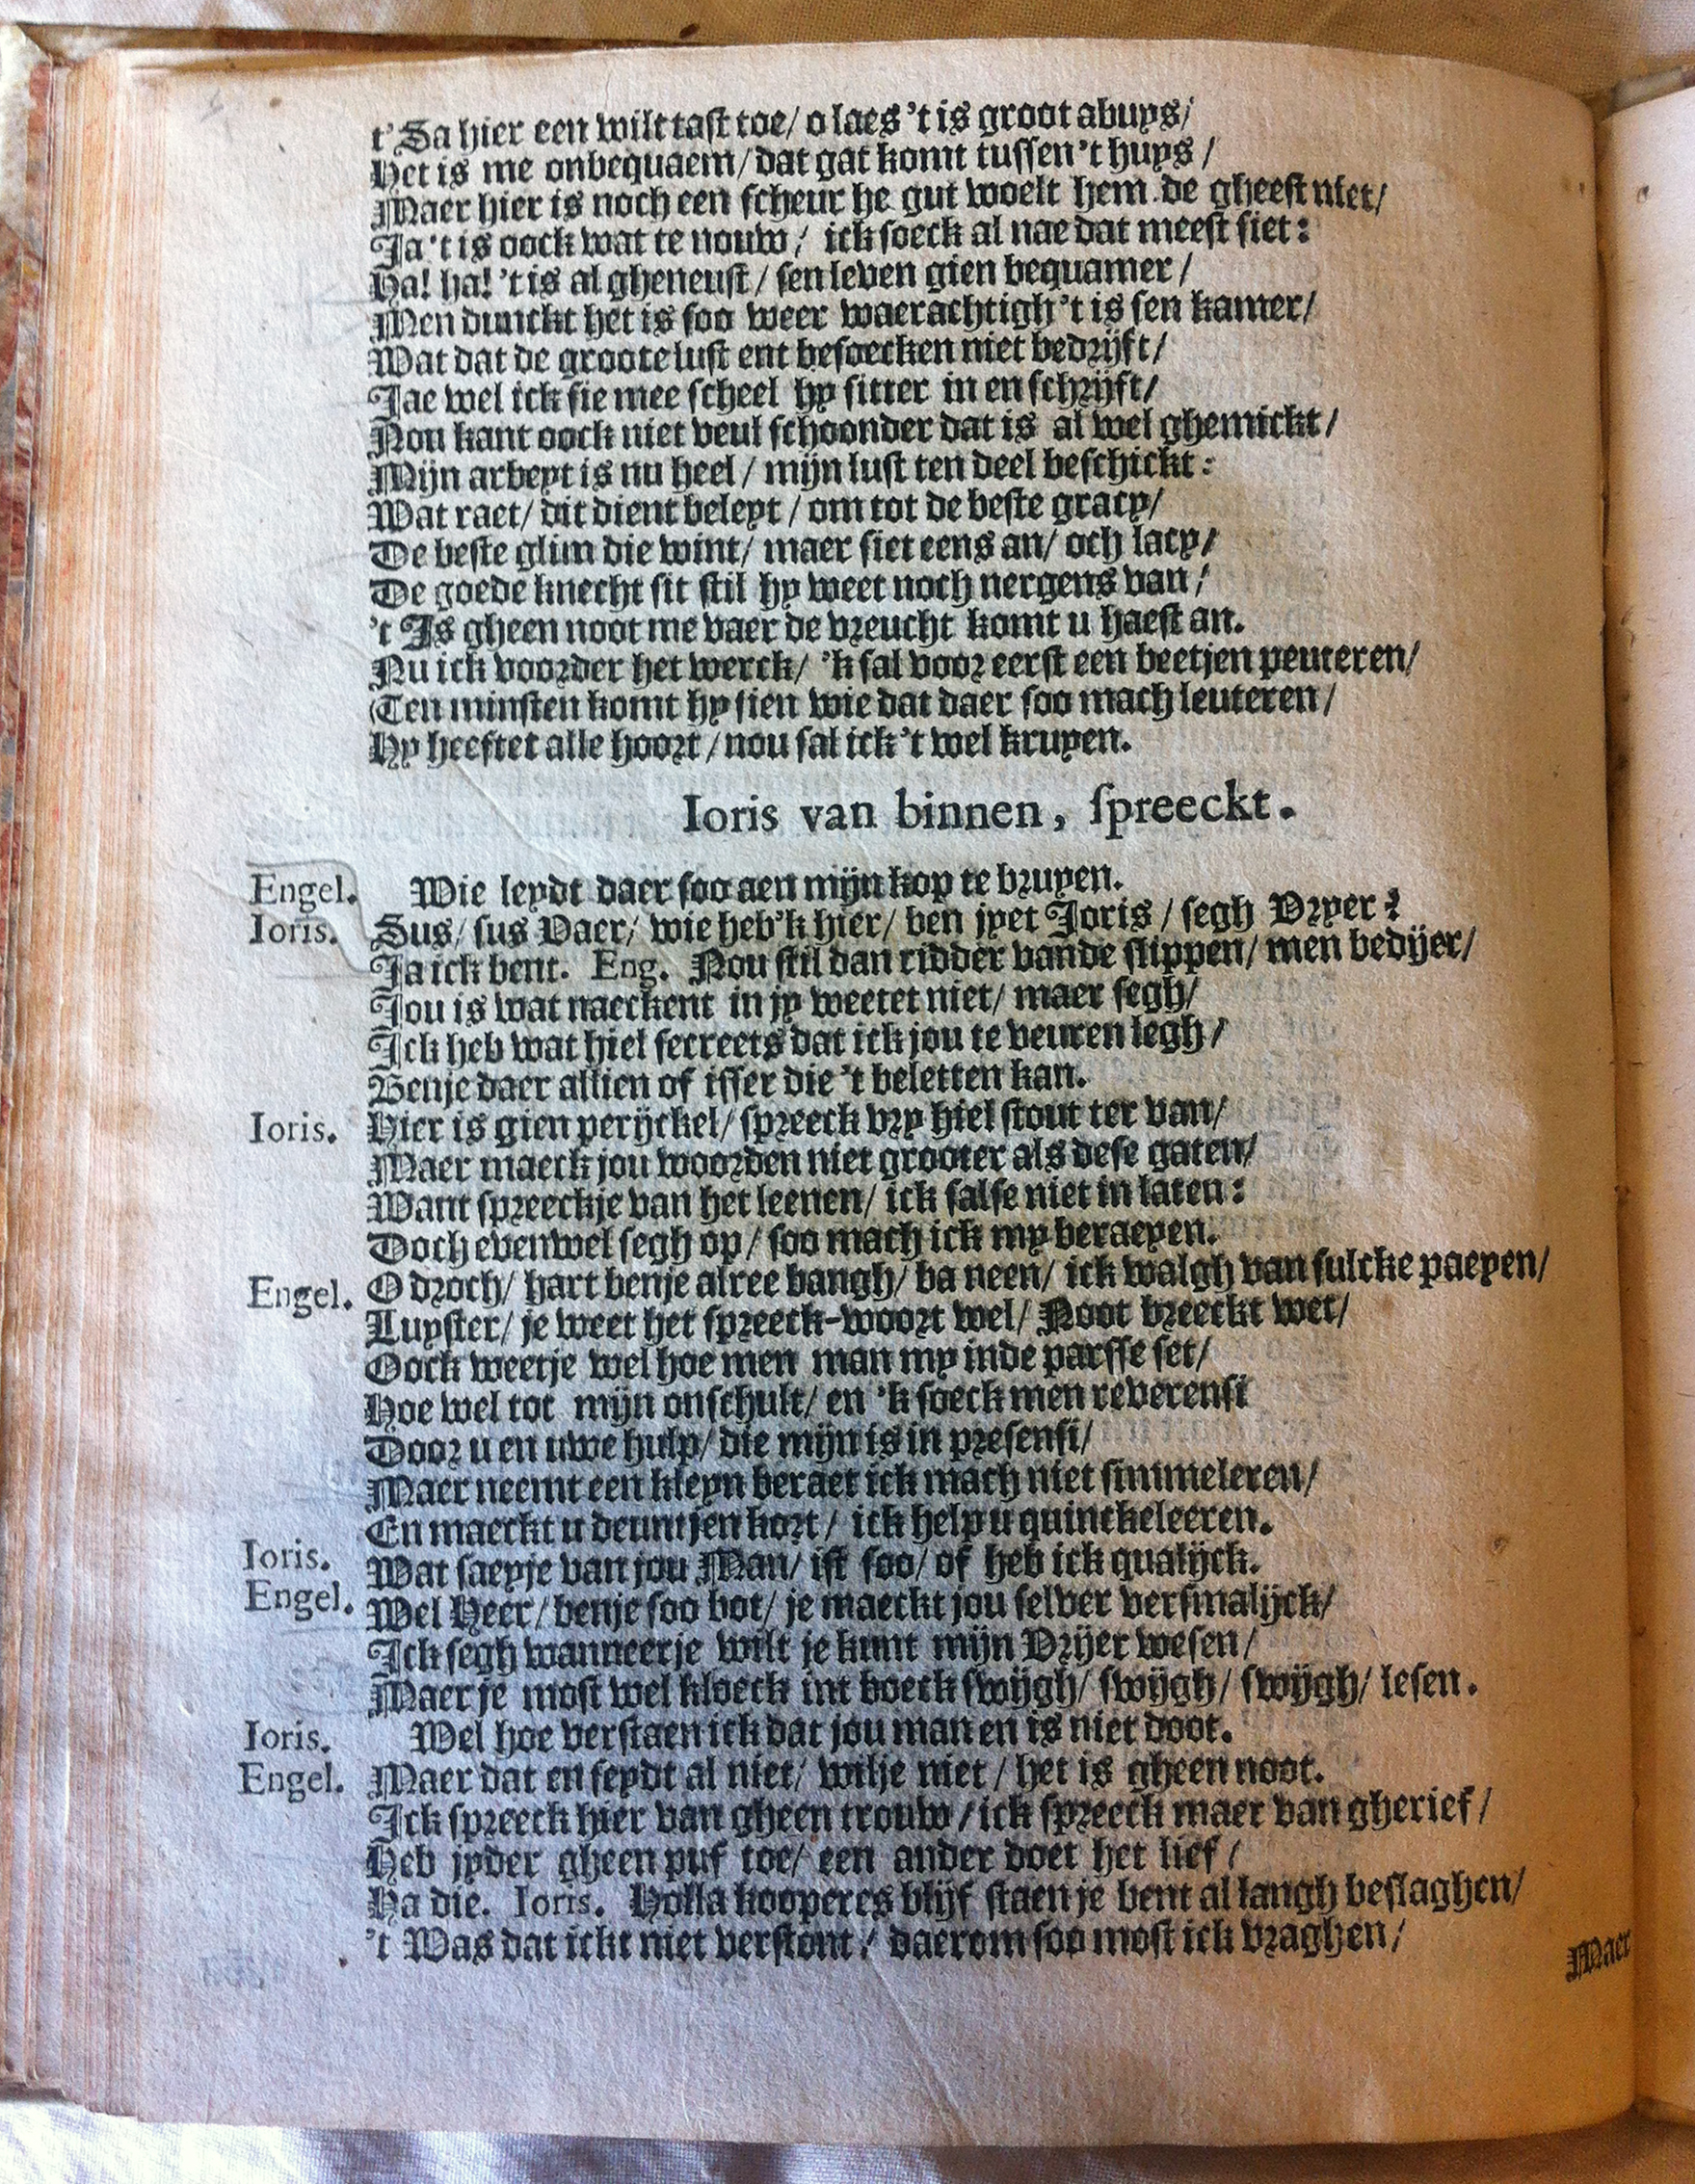 t'Sa hier een wilt tast toe/ o laes 't is groot abuys/
Het is me onbequaem/ dat gat komt tussen 't huys /
Maer hier is noch een scheur he gut woelt hem de gheest niet/
Ja 't is oock wat te nouw/ ick soeck al nae dat meest siet:
Ha! ha! 't is al gheneust/ sen leven gien bequamer/
Men dunckt het is soo weer waerachtigh 't is sen kamer/
Wat dat de groote lust ent besoecken niet bedrijft/
Jae wel ick sie mee scheel hy sitter in en schrijft/
Nou kant oock niet veul schoonder dat is al wel ghemickt/
Mijn arbeyt is nu heel/ mijn lust ten deel beschickt:
Wat raet/ dit dient beleyt/ om tot de beste gracy/
De beste glim die wint/ maer siet eens an/ och lacy/
De goede knecht sit stil hy weet noch nergens van/
't Is gheen noot me vaer de vreucht komt u haest an.
Nu ick voorder het werck/ 'k sal voor eerst een beetjen peuteren/
Ten minsten komt hy sien wie dat daer soo mach leuteren/
Hy heeftet alle hoort/ nou sal ick 't wel kruyen.
Ioris van binnen, spreeckt.
Wie leydt daer soo aen mijn kop te bruyen.
Engel. Sus/ sus Vaer/ wie heb'k hier/ ben jyet Joris/ segh Vryer?
Ioris. Ja ick bent. Eng. Nou stil dan ridder vande slippen/ men bedijer/
Jou is wat naeckent in jy weetet niet/ maer segh/
Ick heb wat hiel secreets dat ick jou te veuren legh/
Benje daer allien of isser die 't beletten kan.
Ioris. Hier is gien perijckel/ spreeck vry hiel stout ter van/
Maer maeck jou woorden niet grooter als dese gaten/
Want spreeckje van het leenen/ ick salse niet in laten:
Doch evenwel segh op/ soo mach ick my beraeyen.
Engel. O droch/ hart benje alree bangh/ ba neen/ ick walgh van sulcke paeyen/
Luyster/ je weet het spreeck-woort wel/ Noot breeckt wet/
Oock weetje wel hoe men man my inde parsse set/
Hoe wel tot mijn onschult/ en 'k soeck men reverensi
Door u en uwe hulp/ die mijn is in presensi/
Maer neemt een kleyn beraet ick mach niet simmeleren/
En maeckt u deuntjen kort/ ick help u quinckeleeren.
Ioris. Wat saeyje van jou Man/ ist soo/ of heb ick qualijck.
Engel. Wel Heer/ benje soo bot/ je maeckt jou selver versmalijck/
Ick segh wanneerje wilt je kunt mijn Vrijer wesen/
Maer je most wel kloeck int boeck swijgh/ swijgh/ swijgh/ lesen.
Ioris. Wel hoe verstaen ick dat jou man en is niet doot.
Engel. Maer dat en seydt al niet/ wilje niet/ het is gheen noot.
Ick spreeck hier van gheen trouw/ ick spreeck maer van gherief/
Heb jyder gheen puf toe/ een ander doet het lief/
Ha die. Ioris. Holla kooperes blijf staen je bent al langh beslaghen/
't Was dat ickt niet verstont/ daerom soo most ick vraghen/
Maer